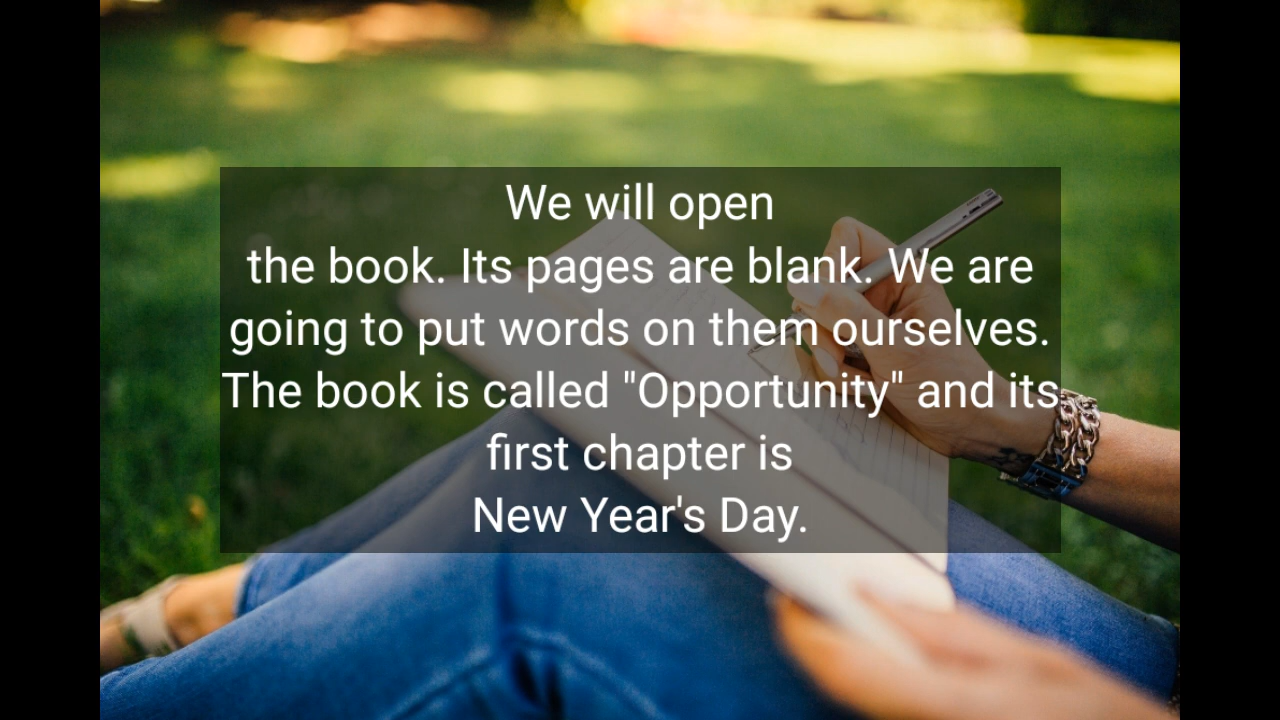 We will open
the book. Its pages are blank. We are
going to put words on them ourselves.
The book is called "Opportunity" and its
first chapter is
New Year's Day.